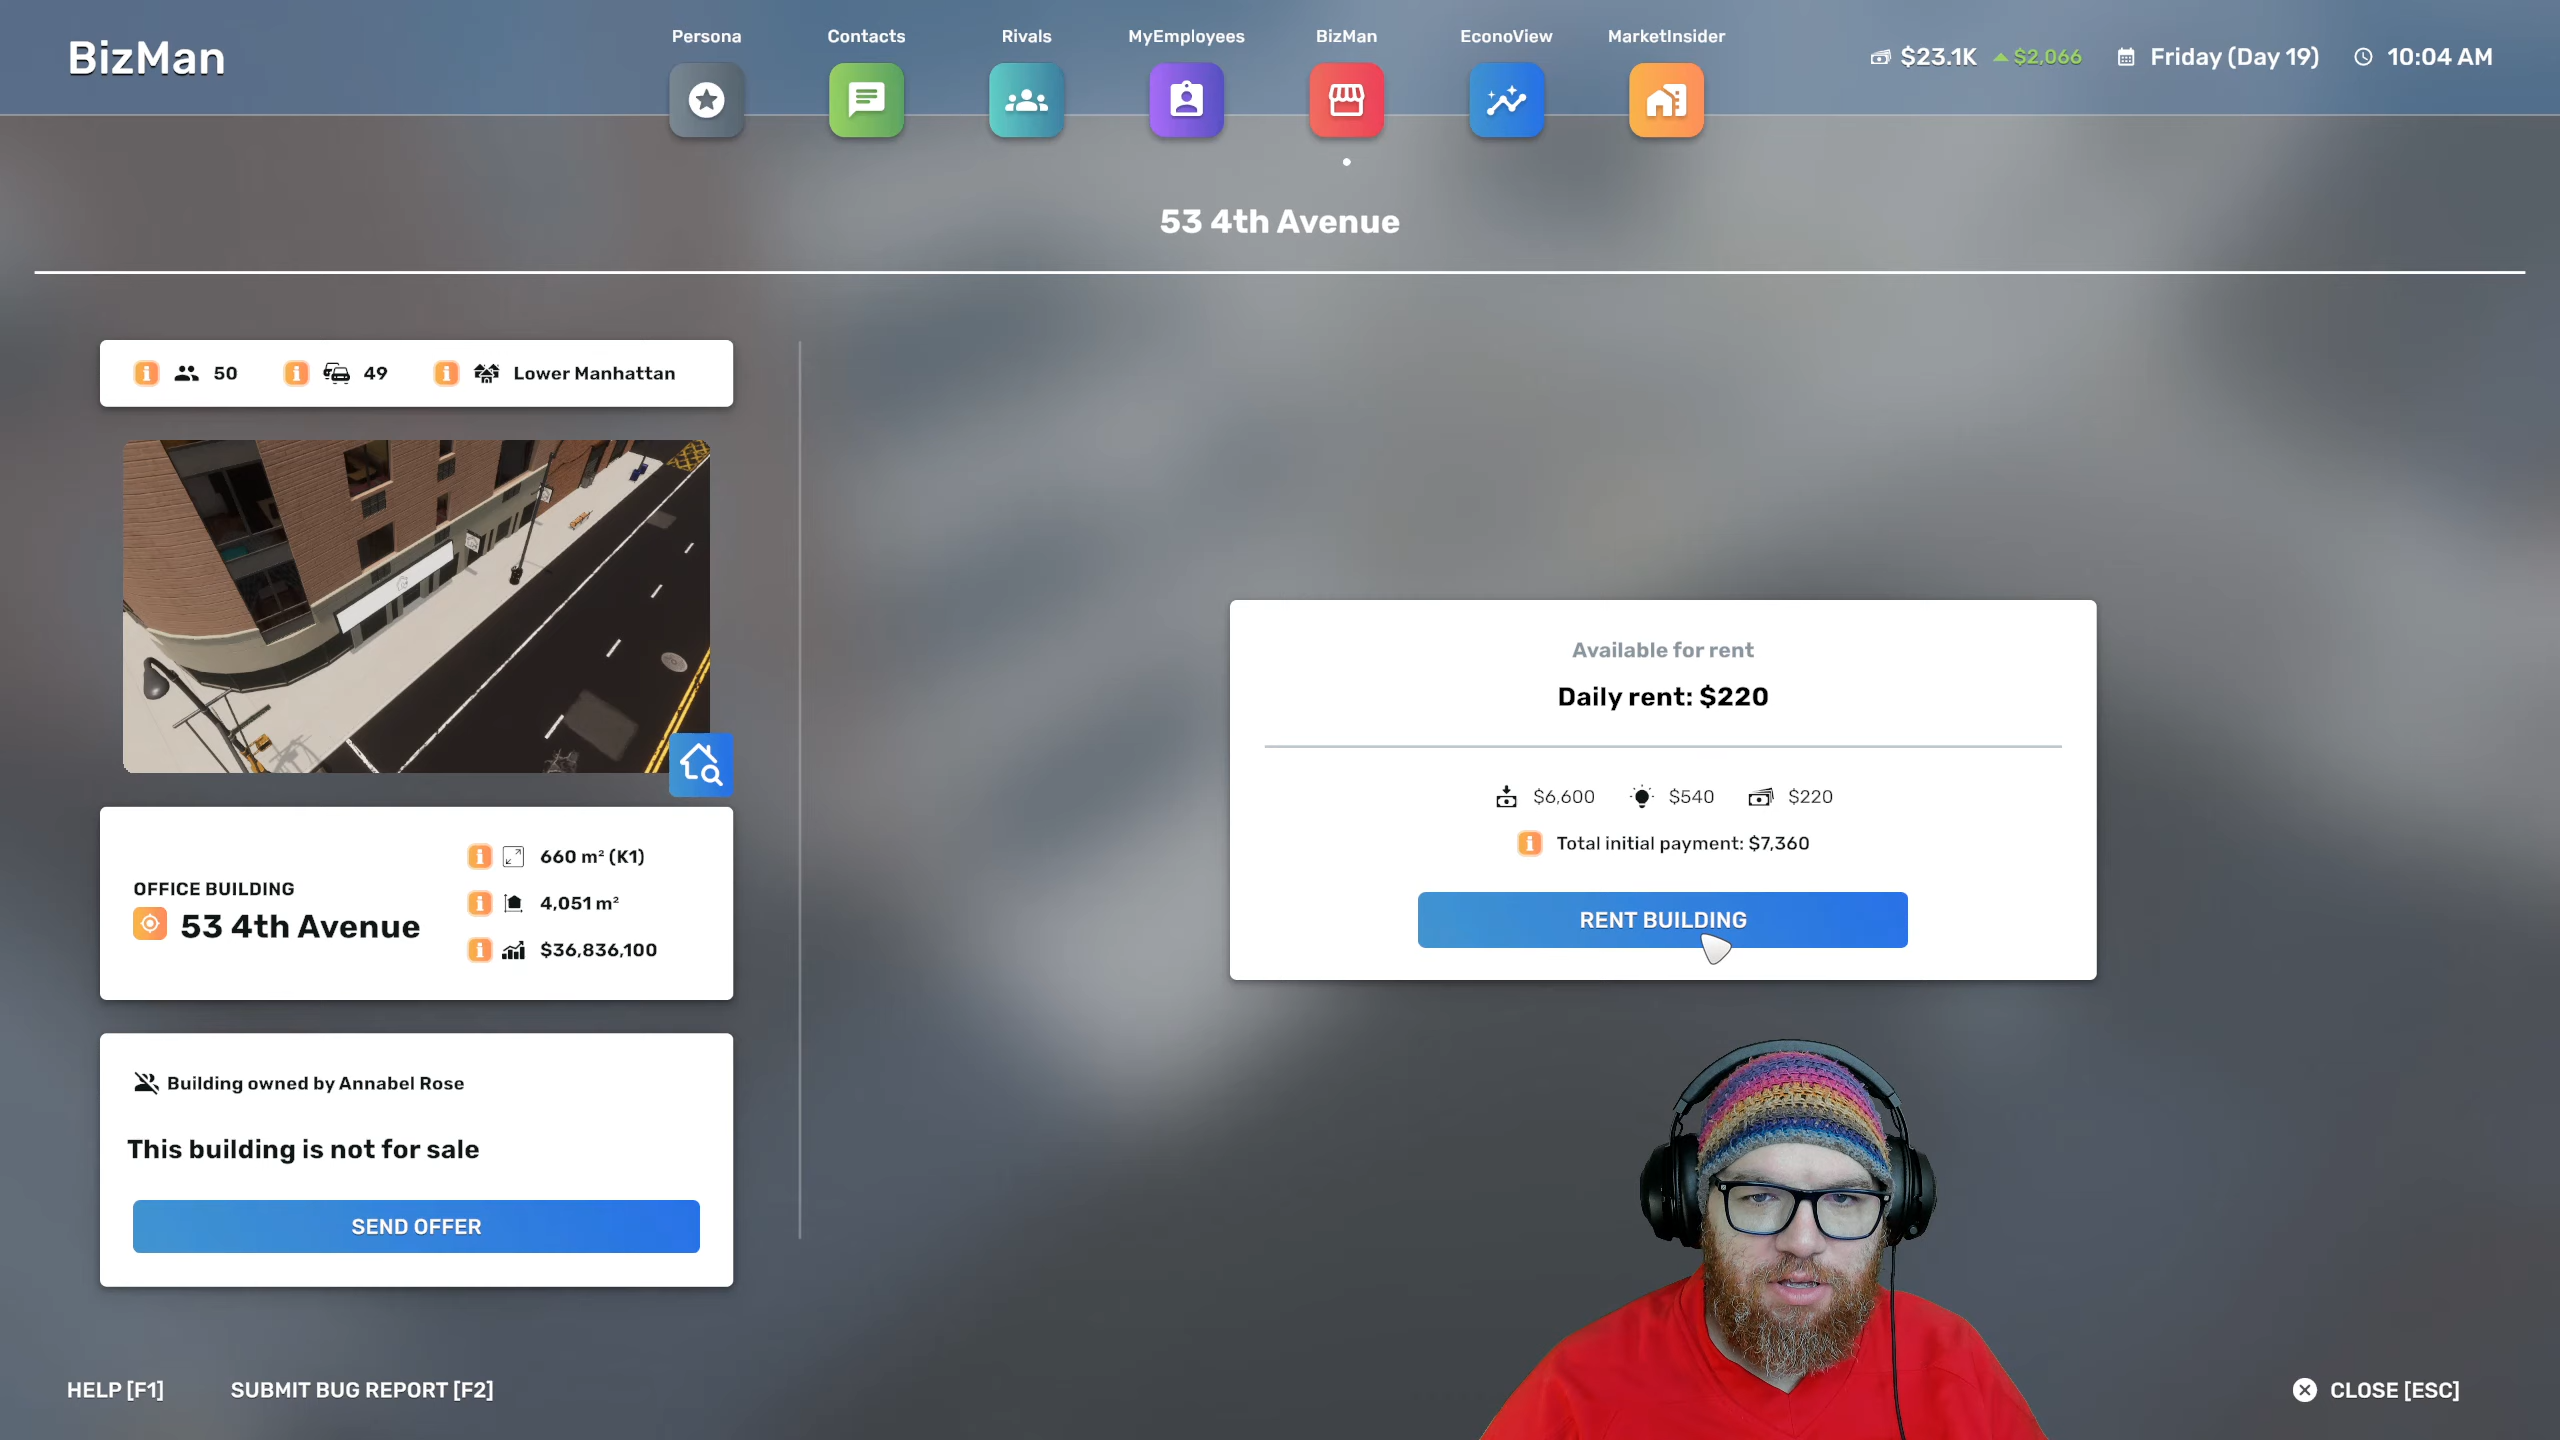 BizMan
Persona
Contacts
Rivals
MyEmployees
BizMan
EconoView
MarketInsider
$23.1K
$2,066
Friday (Day 19)
10:04 AM
53 4th Avenue
50
49
Lower Manhattan
OFFICE BUILDING
53 4th Avenue
660 m² (K1)
4,051 m²
$36,836,100
Building owned by Annabel Rose
This building is not for sale
SEND OFFER
Available for rent
Daily rent: $220
$6,600
$540
$220
Total initial payment: $7,360
RENT BUILDING
HELP [F1]
SUBMIT BUG REPORT [F2]
CLOSE [ESC]